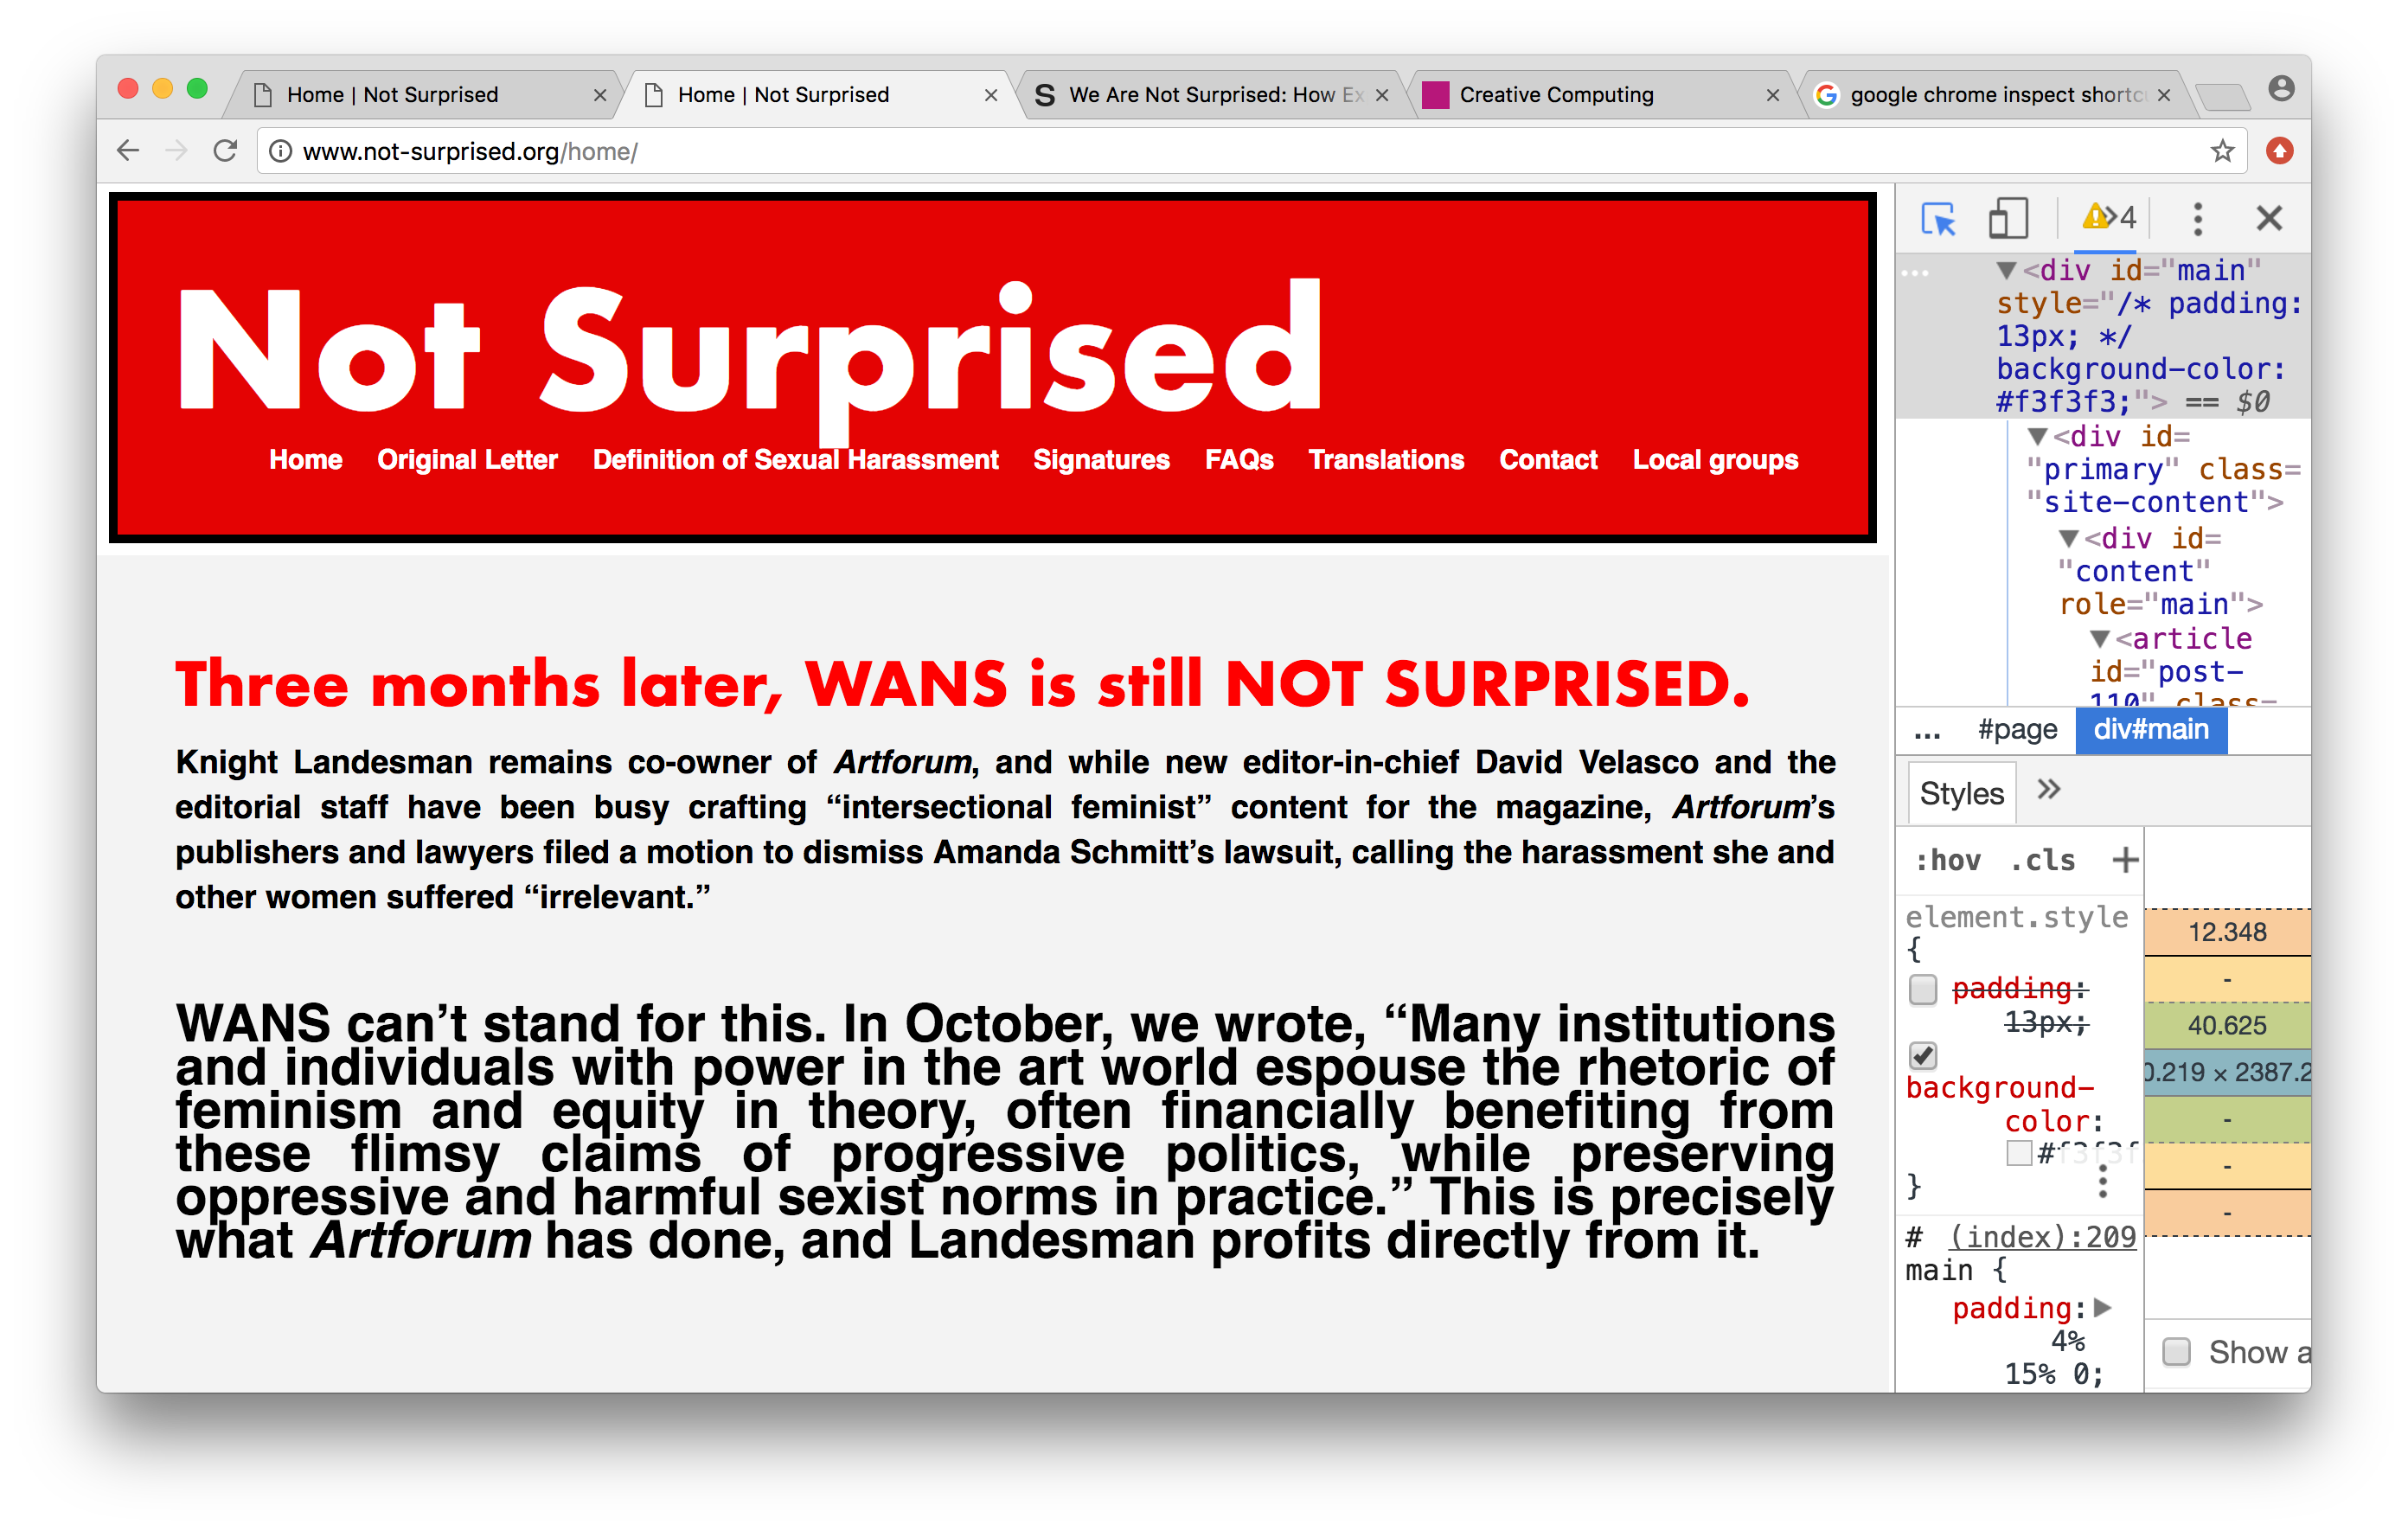 Home | Not Surprised
Home | Not Surprised
S We Are Not Surprised: How Ex
Creative Computing
google chrome inspect shortc
www.not-surprised.org/home/
Not Surprised
Home Original Letter Definition of Sexual Harassment Signatures FAQs Translations Contact Local groups
Three months later, WANS is still NOT SURPRISED.
Knight Landesman remains co-owner of Artforum, and while new editor-in-chief David Velasco and the
editorial staff have been busy crafting “intersectional feminist” content for the magazine, Artforum’s
publishers and lawyers filed a motion to dismiss Amanda Schmitt’s lawsuit, calling the harassment she and
other women suffered “irrelevant.”
WANS can’t stand for this. In October, we wrote, “Many institutions
and individuals with power in the art world espouse the rhetoric of
feminism and equity in theory, often financially benefiting from
these flimsy claims of progressive politics, while preserving
oppressive and harmful sexist norms in practice.” This is precisely
what Artforum has done, and Landesman profits directly from it.
4
... <div id="main"
style="/* padding:
13px; */
background-color:
#f3f3f3;"> == $0
<div id=
"primary" class=
"site-content">
<div id=
"content"
role="main">
<article
id="post-
110" class=
... #page div#main
Styles »
:hov .cls +
element.style
{
padding:
13px;
background-
color:
#f3f3f
}
# (index):209
main {
padding:
4%
15% 0;
12.348
-
40.625
0.219 × 2387.2
-
-
-
Show a